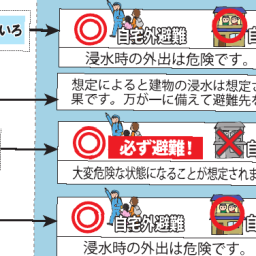 いろ
自宅外避難 自
浸水時の外出は危険です。
想定によると建物の浸水は想定さ
果です。万が一に備えて避難先を
必ず避難！ 自
大変危険な状態になることが想定されま
自宅外避難 自
浸水時の外出は危険です。